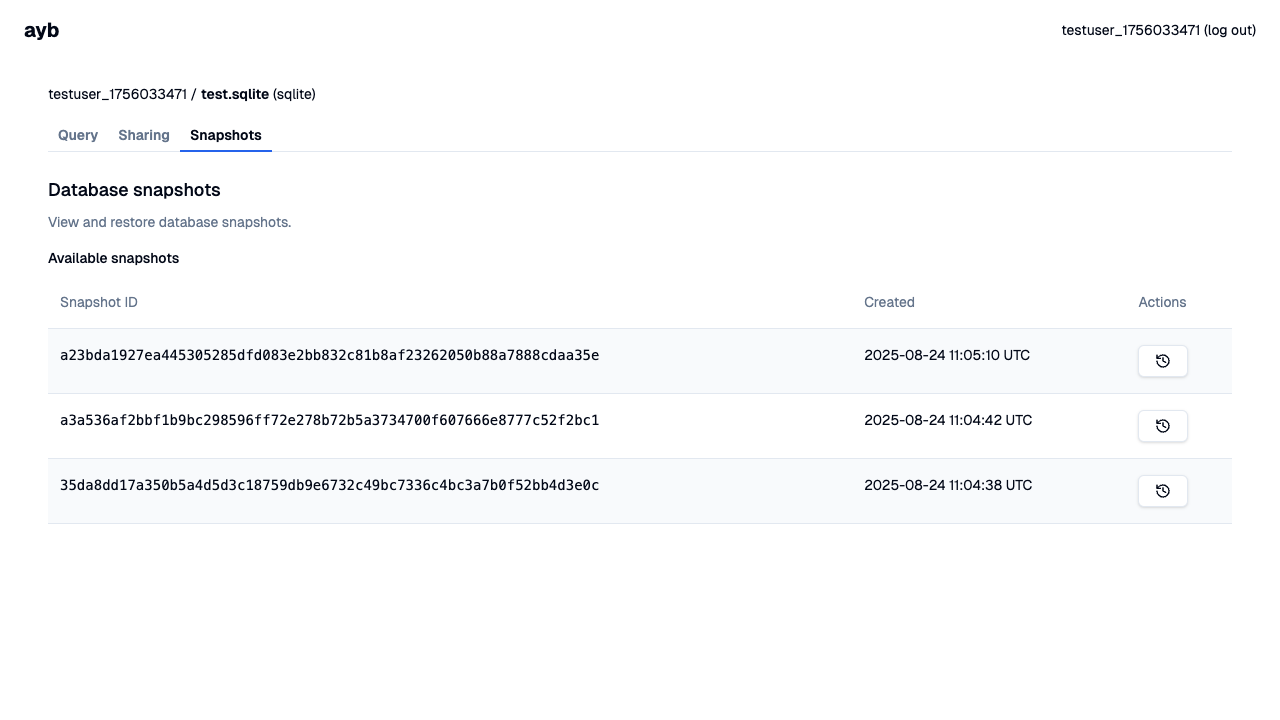 ayb
testuser_1756033471 (log out)
testuser_1756033471 / test.sqlite (sqlite)
Query Sharing Snapshots
Database snapshots
View and restore database snapshots.
Available snapshots
Snapshot ID Created Actions
a23bda1927ea445305285dfd083e2bb832c81b8af23262050b88a7888cdaa35e 2025-08-24 11:05:10 UTC
a3a536af2bbf1b9bc298596ff72e278b72b5a3734700f607666e8777c52f2bc1 2025-08-24 11:04:42 UTC
35da8dd17a350b5a4d5d3c18759db9e6732c49bc7336c4bc3a7b0f52bb4d3e0c 2025-08-24 11:04:38 UTC